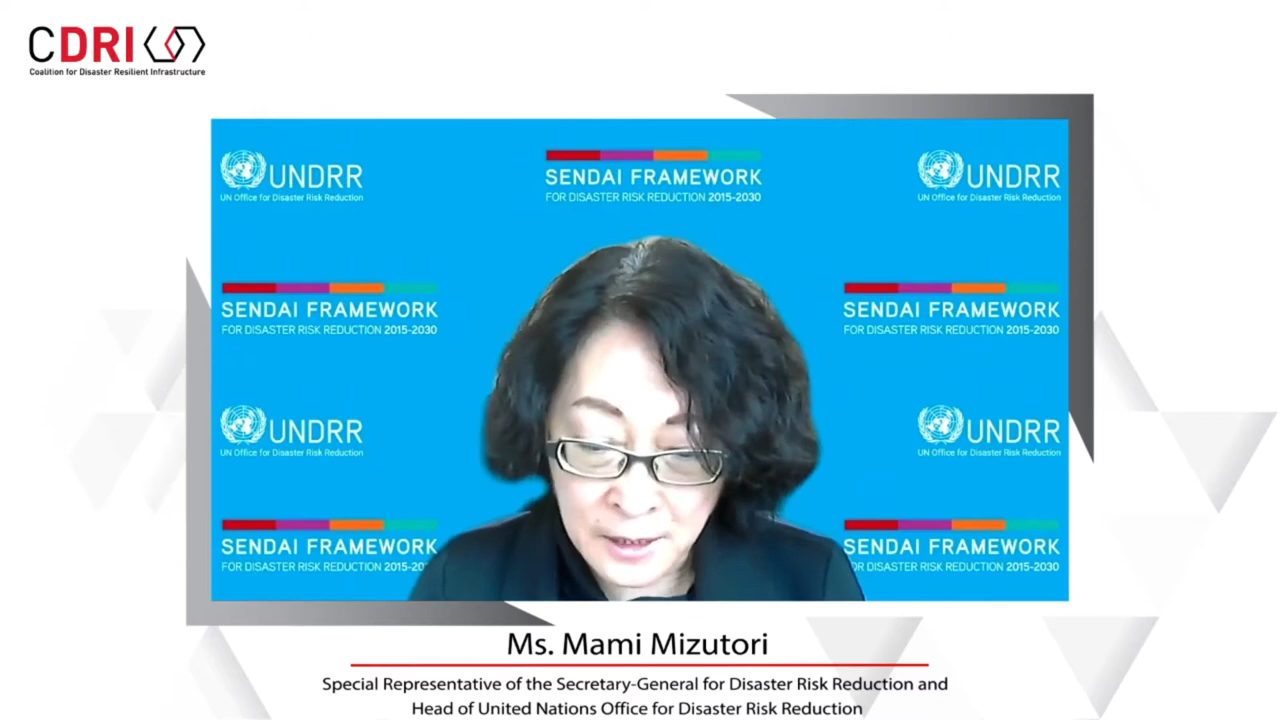 CDRI
Coalition for Disaster Resilient Infrastructure
UNDRR
UN Office for Disaster Risk Reduction
SENDAI FRAMEWORK
FOR DISASTER RISK REDUCTION 2015-2030
UNDRR
UN Office for Disaster Risk Reduction
SENDAI FRAMEWORK
FOR DISASTER RISK REDUCTION 2015-2030
SENDAI FRAMEWORK
FOR DISASTER RISK REDUCTION 2015-2030
UNDRR
UN Office for Disaster Risk Reduction
UNDRR
UN Office for Disaster Risk Reduction
SENDAI FRAMEWORK
FOR DISASTER RISK REDUCTION 2015-20
SENDAI FRAMEWORK
FOR DISASTER RISK REDUCTION 2015-2030
Ms. Mami Mizutori
Special Representative of the Secretary-General for Disaster Risk Reduction and
Head of United Nations Office for Disaster Risk Reduction